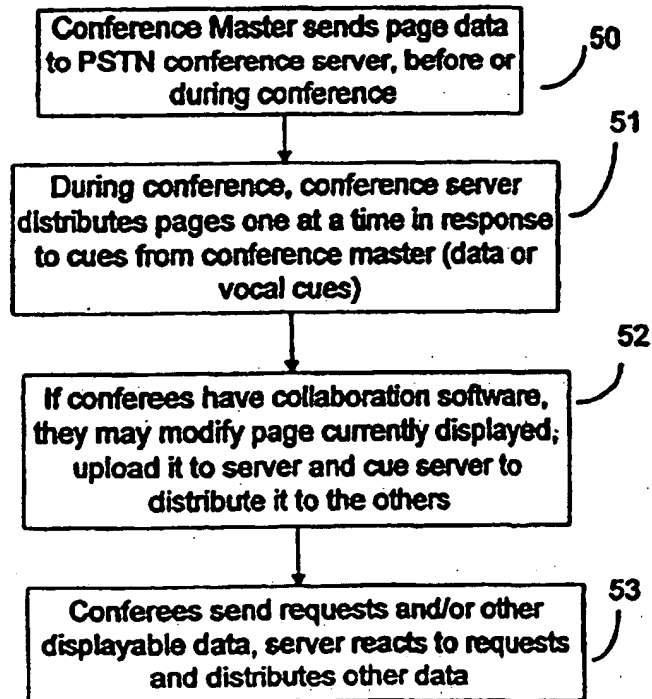 Conference Master sends page data
to PSTN conference server, before or
during conference
50
51
During conference, conference server
distributes pages one at a time in response
to cues from conference master (data or
vocal cues)
52
If conferees have collaboration software,
they may modify page currently displayed,
upload it to server and cue server to
distribute it to the others
53
Conferees send requests and/or other
displayable data, server reacts to requests
and distributes other data